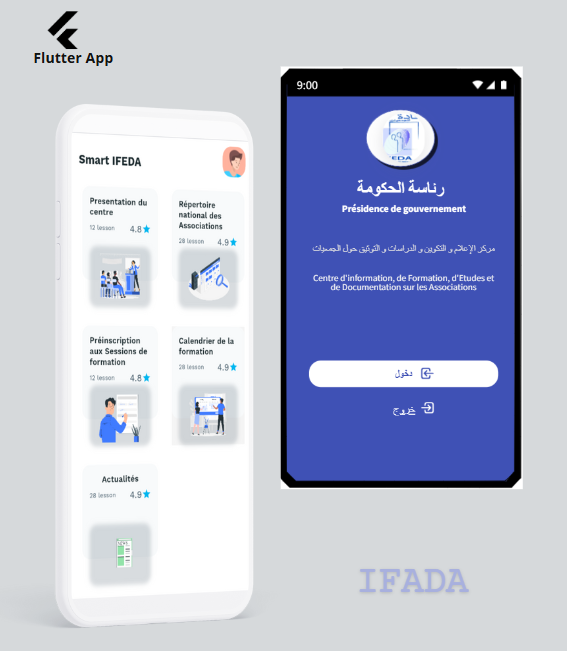 Flutter App
Smart IFEDA
Presentation du
centre
12 lesson 4.8
Répertoire
national des
Associations
28 lesson 4.9
Préinscription
aux Sessions de
formation
12 lesson 4.8
Calendrier de la
formation
28 lesson 4.9
Actualités
28 lesson 4.9
9:00
IFEDA
رئاسة الحكومة
Présidence de gouvernement
مركز الإعلام و التكوين و الدراسات و التوثيق حول الجمعيات
Centre d'information, de Formation, d'Etudes et
de Documentation sur les Associations
دخول
خروج
IFADA